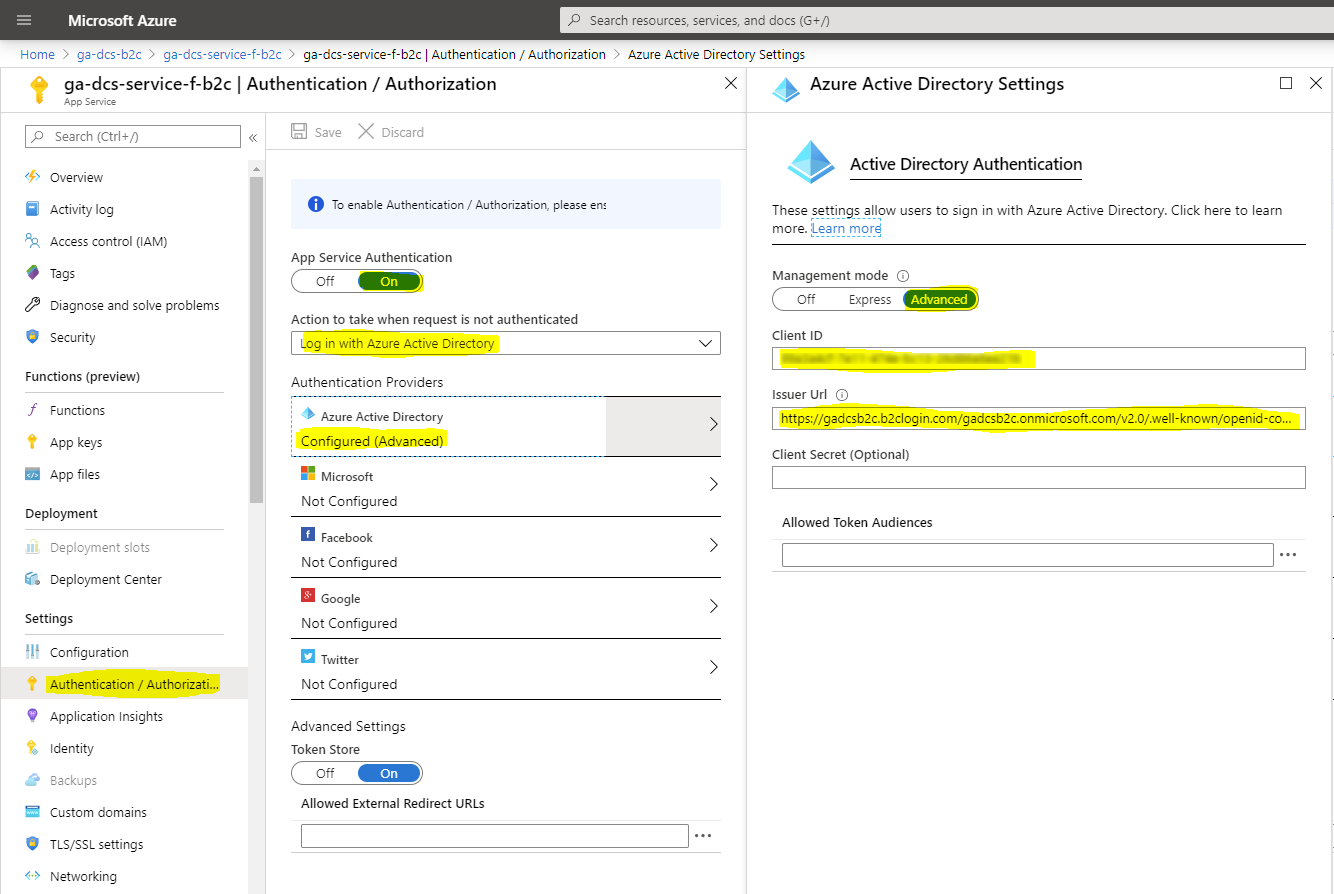 Microsoft Azure
Search resources, services, and docs (G+/)
Home > ga-dcs-b2c > ga-dcs-service-f-b2c > ga-dcs-service-f-b2c | Authentication / Authorization > Azure Active Directory Settings
ga-dcs-service-f-b2c | Authentication / Authorization
App Service
Search (Ctrl+/)
«
Overview
Activity log
Access control (IAM)
Tags
Diagnose and solve problems
Security
Functions (preview)
Functions
App keys
App files
Deployment
Deployment slots
Deployment Center
Settings
Configuration
Authentication / Authorizati...
Application Insights
Identity
Backups
Custom domains
TLS/SSL settings
Networking
Save
Discard
To enable Authentication / Authorization, please ens
App Service Authentication
Off On
Action to take when request is not authenticated
Log in with Azure Active Directory
Authentication Providers
Azure Active Directory
Configured (Advanced)
Microsoft
Not Configured
Facebook
Not Configured
Google
Not Configured
Twitter
Not Configured
Advanced Settings
Token Store
Off On
Allowed External Redirect URLs
...
Azure Active Directory Settings
Active Directory Authentication
These settings allow users to sign in with Azure Active Directory. Click here to learn
more. Learn more
Management mode
Off Express Advanced
Client ID
Issuer Url
https://gadcsb2c.b2clogin.com/gadcsb2c.onmicrosoft.com/v2.0/.well-known/openid-co...
Client Secret (Optional)
Allowed Token Audiences
...